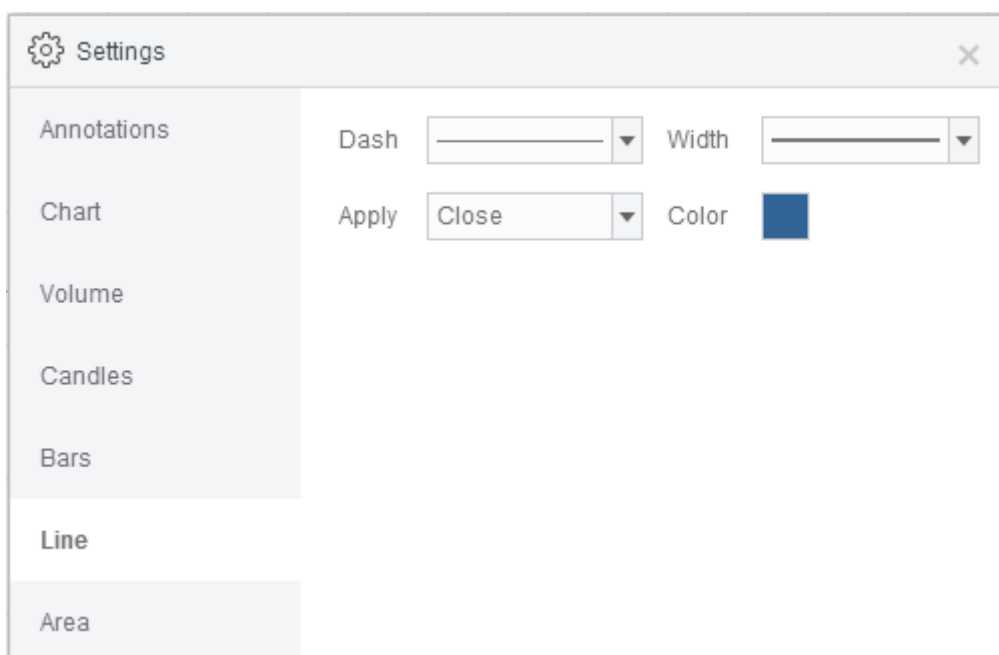 Settings
Annotations
Chart
Volume
Candles
Bars
Line
Area
Dash
Width
Apply
Close
Color